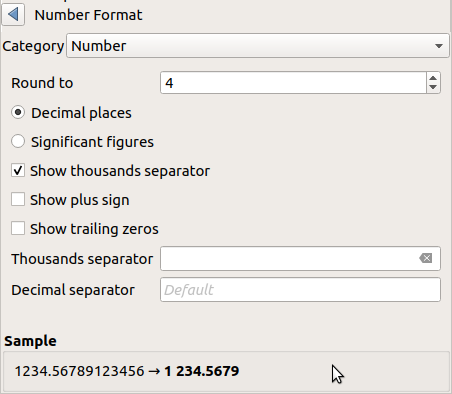 Number Format
Category Number
Round to 4
Decimal places
Significant figures
Show thousands separator
Show plus sign
Show trailing zeros
Thousands separator
Decimal separator Default
Sample
1234.56789123456 → 1 234.5679